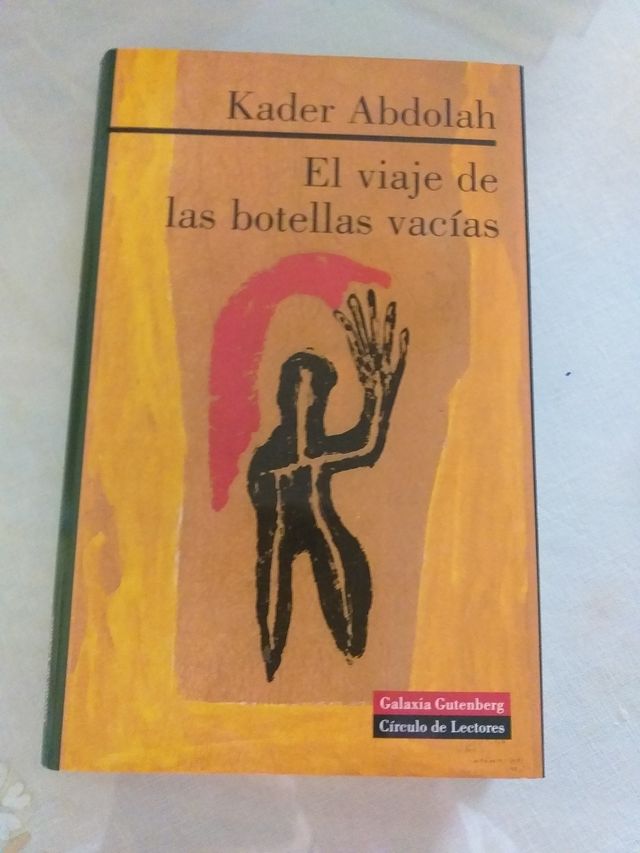 Kader Abdolah
El viaje de
las botellas vacías
Galaxia Gutenberg
Círculo de Lectores